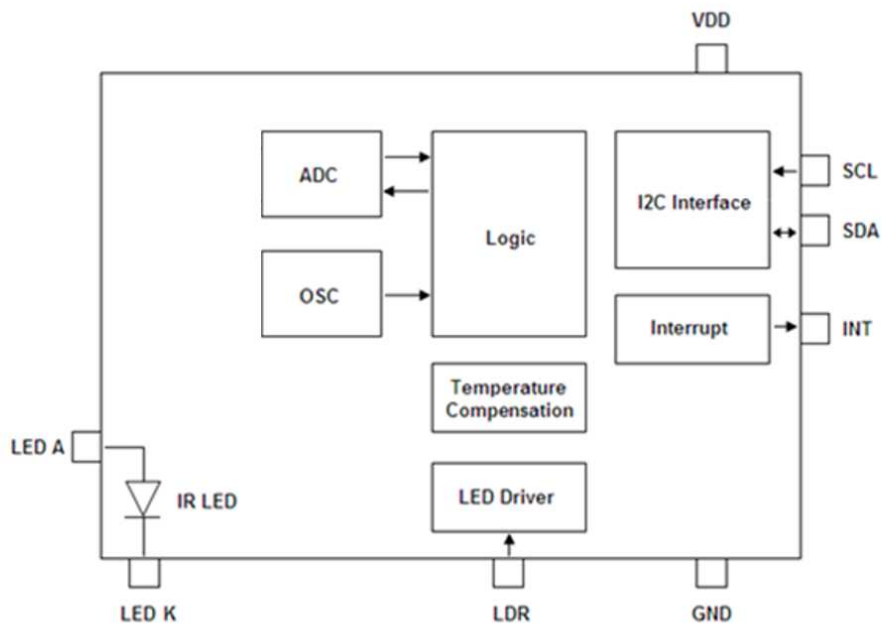 VDD
ADC
Logic
I2C Interface
SCL
SDA
OSC
Interrupt
INT
Temperature
Compensation
LED A
IR LED
LED Driver
LED K
LDR
GND